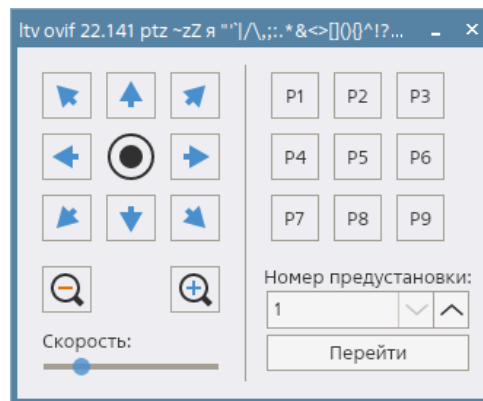 ltv ovif 22.141 ptz ~zZ я "'`|/\,;:.*&<>[](){}^!?...
P1 P2 P3
P4 P5 P6
P7 P8 P9
Номер предустановки:
1
Скорость:
Перейти